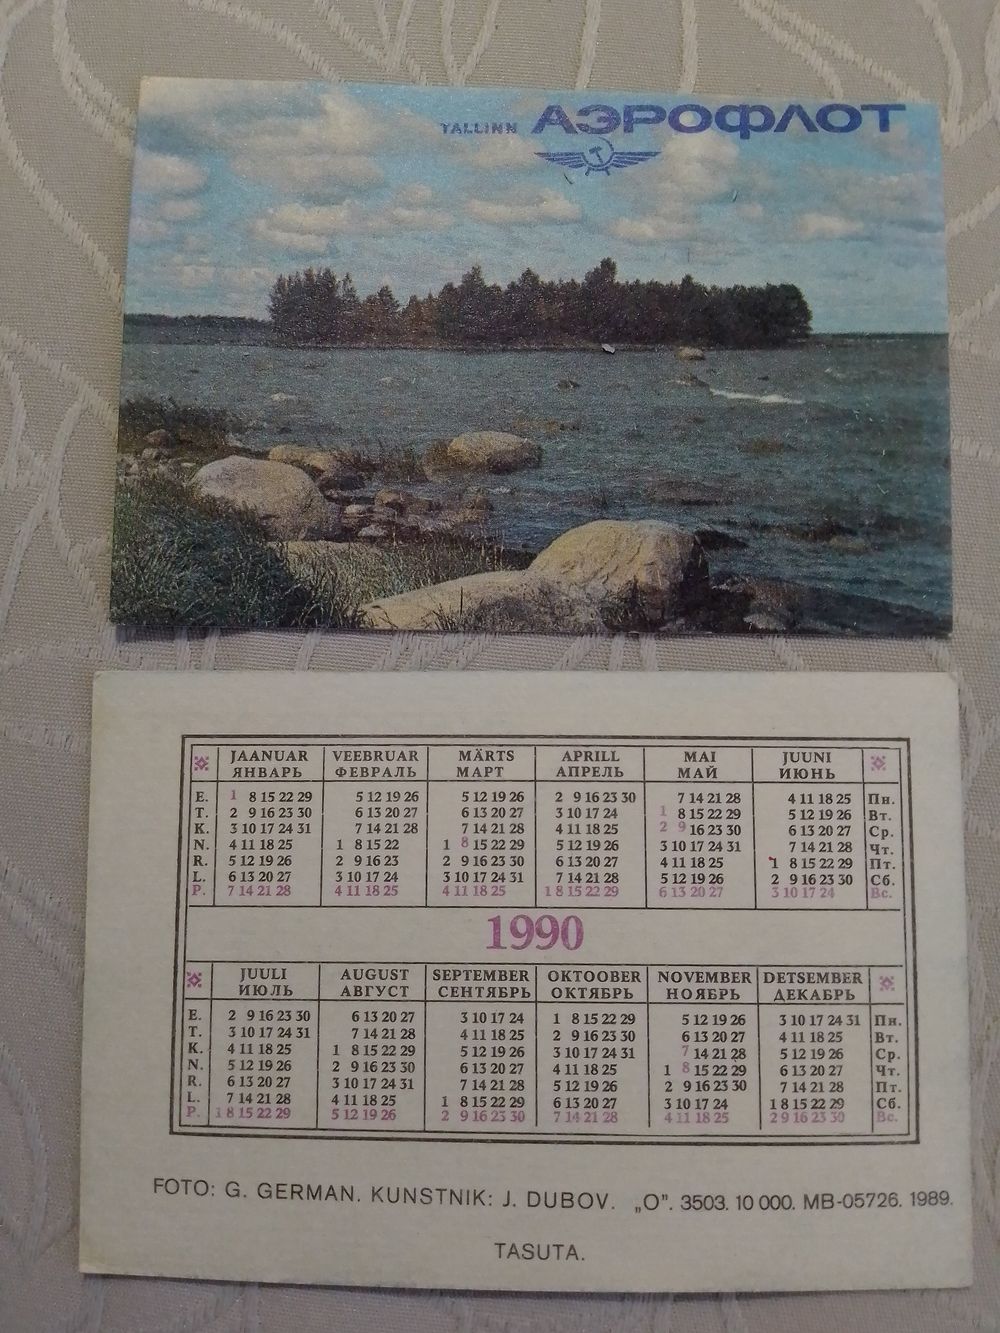 TALLINN АЭРОФЛОТ
JAANUAR VEEBRUAR MÄRTS APRILL MAI JUUNI
ЯНВАРЬ ФЕВРАЛЬ МАРТ АПРЕЛЬ МАЙ ИЮНЬ
E. 1 8 15 22 29 5 12 19 26 5 12 19 26 2 9 16 23 30 7 14 21 28 4 11 18 25 Пн.
T. 2 9 16 23 30 6 13 20 27 6 13 20 27 3 10 17 24 1 8 15 22 29 5 12 19 26 Вт.
K. 3 10 17 24 31 7 14 21 28 7 14 21 28 4 11 18 25 2 9 16 23 30 6 13 20 27 Ср.
N. 4 11 18 25 1 8 15 22 1 8 15 22 29 5 12 19 26 3 10 17 24 31 7 14 21 28 Чт.
R. 5 12 19 26 2 9 16 23 2 9 16 23 30 6 13 20 27 4 11 18 25 1 8 15 22 29 Пт.
L. 6 13 20 27 3 10 17 24 3 10 17 24 31 7 14 21 28 5 12 19 26 2 9 16 23 30 Сб.
P. 7 14 21 28 4 11 18 25 4 11 18 25 1 8 15 22 29 6 13 20 27 3 10 17 24 Вс.
1990
JUULI AUGUST SEPTEMBER OKTOOBER NOVEMBER DETSEMBER
ИЮЛЬ АВГУСТ СЕНТЯБРЬ ОКТЯБРЬ НОЯБРЬ ДЕКАБРЬ
E. 2 9 16 23 30 6 13 20 27 3 10 17 24 1 8 15 22 29 5 12 19 26 3 10 17 24 31 Пн.
T. 3 10 17 24 31 7 14 21 28 4 11 18 25 2 9 16 23 30 6 13 20 27 4 11 18 25 Вт.
K. 4 11 18 25 1 8 15 22 29 5 12 19 26 3 10 17 24 31 7 14 21 28 5 12 19 26 Ср.
N. 5 12 19 26 2 9 16 23 30 6 13 20 27 4 11 18 25 1 8 15 22 29 6 13 20 27 Чт.
R. 6 13 20 27 3 10 17 24 31 7 14 21 28 5 12 19 26 2 9 16 23 30 7 14 21 28 Пт.
L. 7 14 21 28 4 11 18 25 1 8 15 22 29 6 13 20 27 3 10 17 24 1 8 15 22 29 Сб.
P. 1 8 15 22 29 5 12 19 26 2 9 16 23 30 7 14 21 28 4 11 18 25 2 9 16 23 30 Вс.
FOTO: G. GERMAN. KUNSTNIK: J. DUBOV. „O". 3503. 10 000. MB-05726. 1989.
TASUTA.